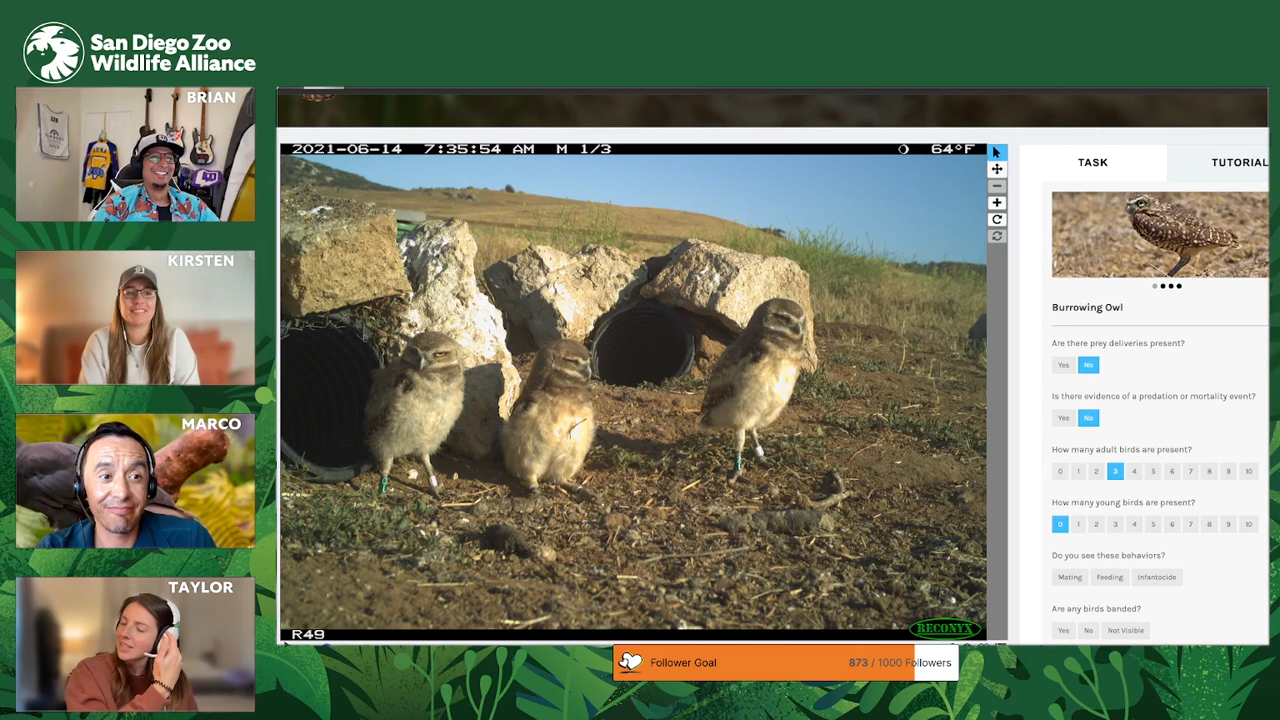 San Diego Zoo
Wildlife Alliance
BRIAN
KIRSTEN
MARCO
TAYLOR
2021-06-14 7:35:54 AM M 1/3 64°F
R49
RECONYX
TASK TUTORIAL
Burrowing Owl
Are there prey deliveries present?
Yes No
Is there evidence of a predation or mortality event?
Yes No
How many adult birds are present?
0 1 2 3 4 5 6 7 8 9 10
How many young birds are present?
0 1 2 3 4 5 6 7 8 9 10
Do you see these behaviors?
Mating Feeding Infantacide
Are any birds banded?
Yes No Not Visible
Follower Goal 873 / 1000 Followers